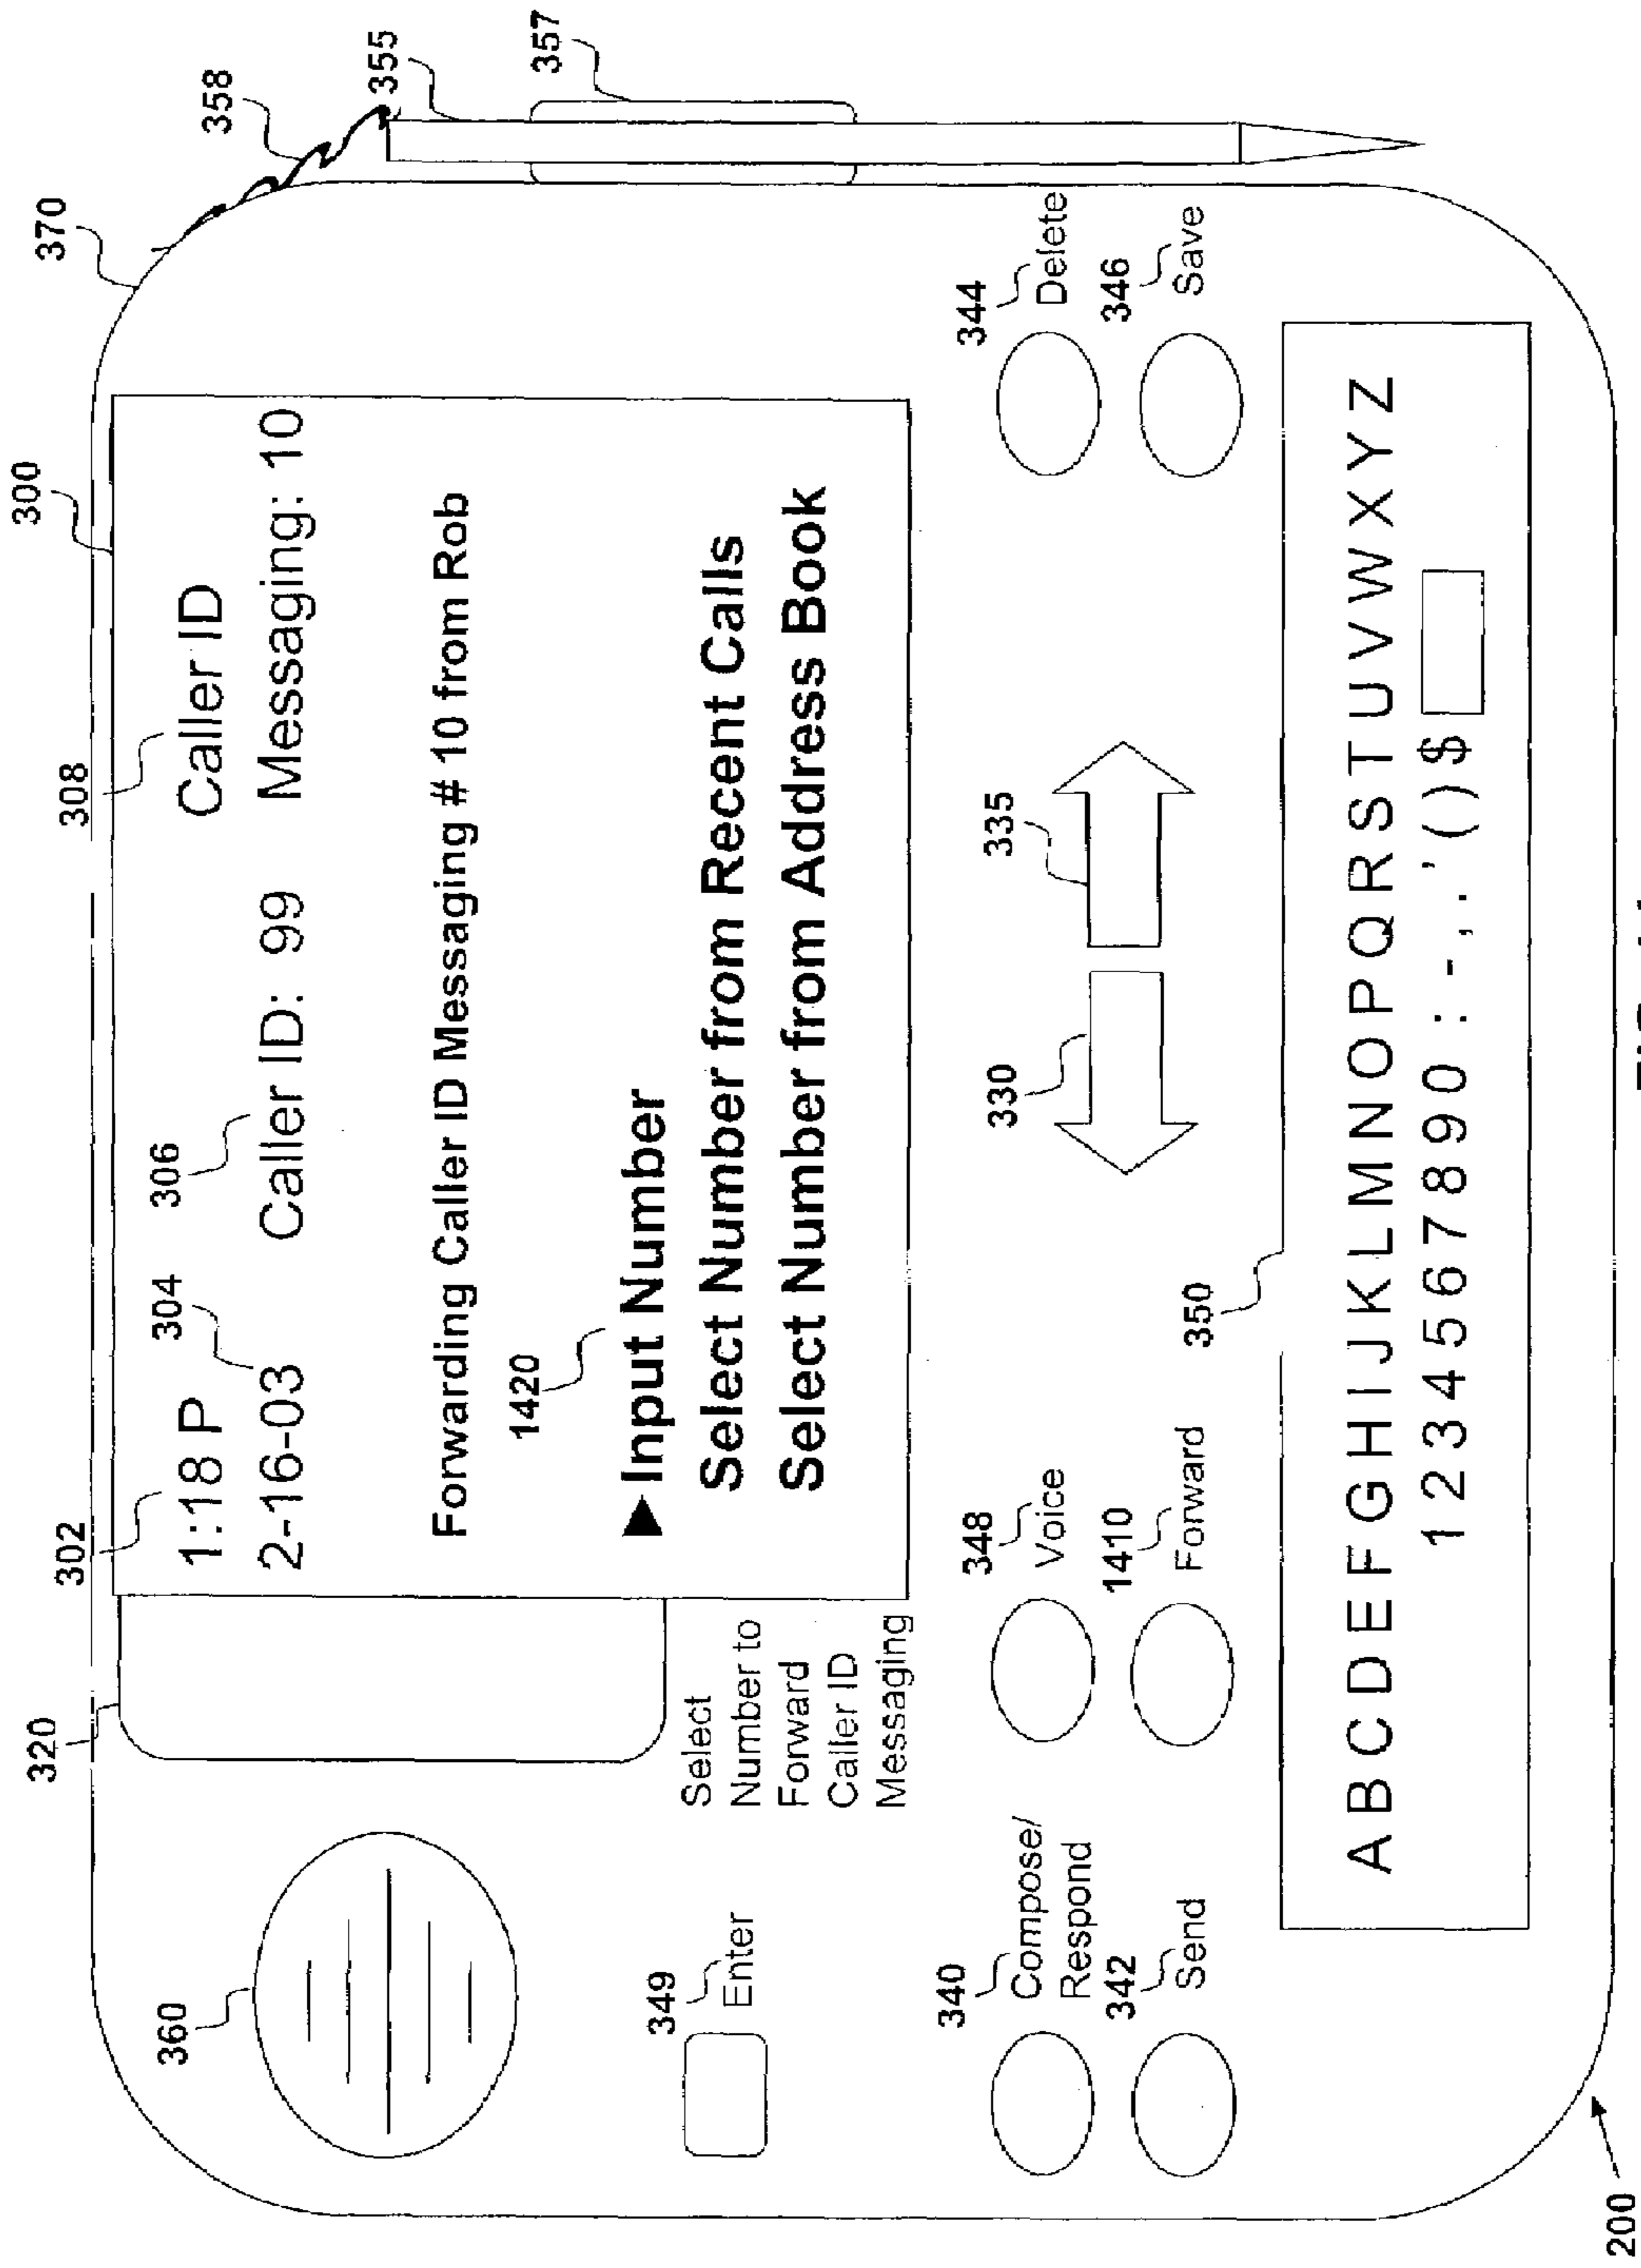 370
358
355
357
300
308
306
304
302
320
360
1:18 P
Caller ID
2-16-03 Caller ID: 99 Messaging: 10
Forwarding Caller ID Messaging # 10 from Rob
1420
▶Input Number
Select Number from Recent Calls
Select Number from Address Book
349
Enter
Select
Number to
Forward
Caller ID
Messaging
340
Compose/
Respond
342
Send
348
Voice
1410
Forward
330
335
344
Delete
346
Save
350
A B C D E F G H I J K L M N O P Q R S T U V W X Y Z
1 2 3 4 5 6 7 8 9 0 : - , . ' ( ) $
200